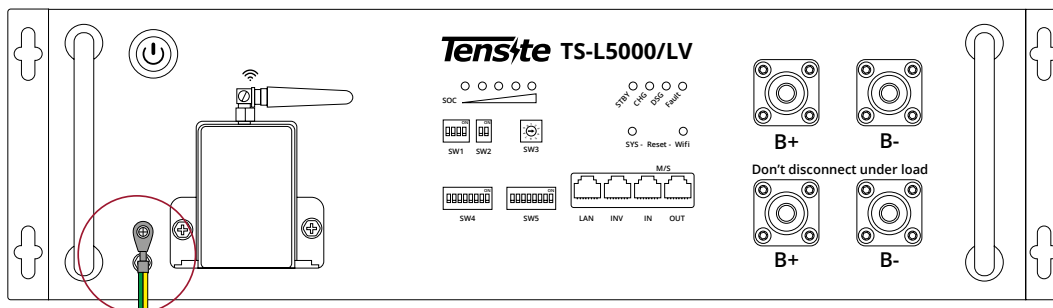 Tensite TS-L5000/LV
SOC
STBY CHG DSG Fault
ON ON
SW1 SW2 SW3
SYS - Reset - Wifi
B+ B-
Don't disconnect under load
M/S
ON ON
SW4 SW5
LAN INV IN OUT
B+ B-